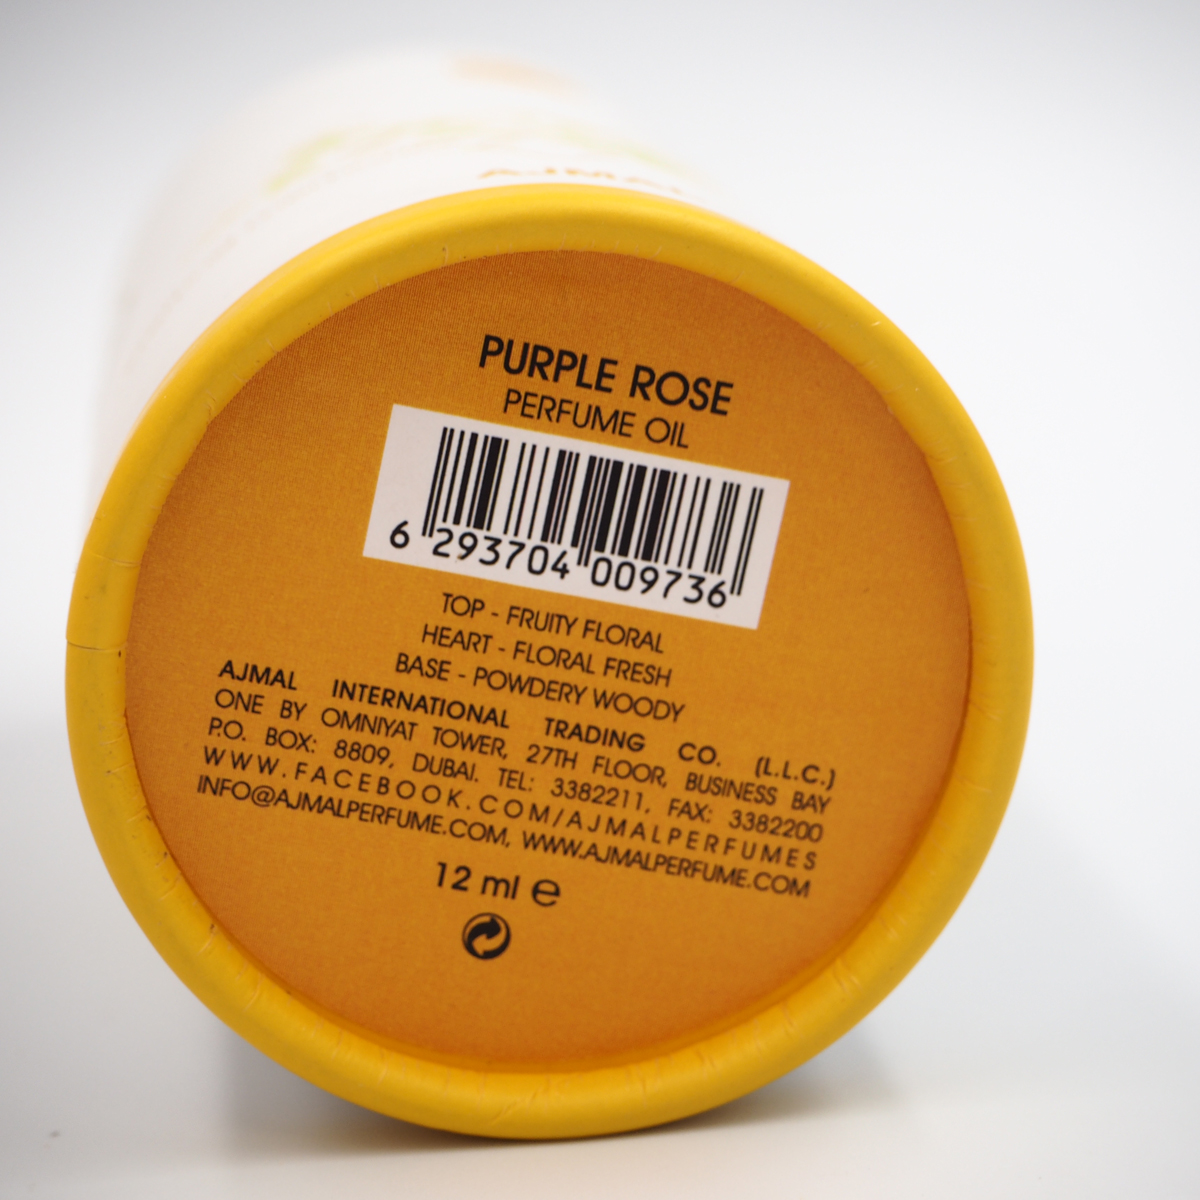 AJMAL
PURPLE ROSE
PERFUME OIL
6 293704 009736
TOP - FRUITY FLORAL
HEART - FLORAL FRESH
BASE - POWDERY WOODY
AJMAL INTERNATIONAL TRADING CO. (L.L.C.)
ONE BY OMNIYAT TOWER, 27TH FLOOR, BUSINESS BAY
P.O. BOX: 8809, DUBAI. TEL: 3382211, FAX: 3382200
WWW.FACEBOOK.COM/AJMALPERFUMES
INFO@AJMALPERFUME.COM, WWW.AJMALPERFUME.COM
12 ml ℮